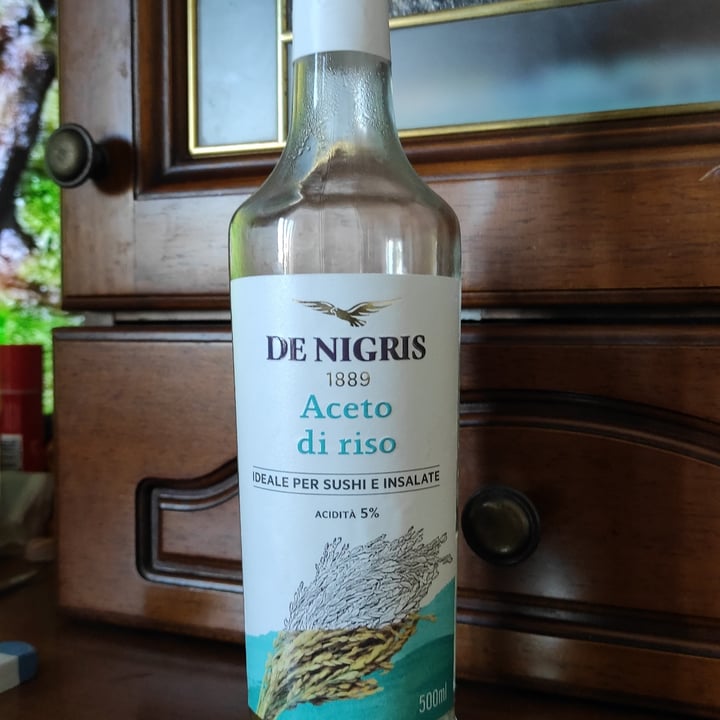 DE NIGRIS
1889
Aceto
di riso
IDEALE PER SUSHI E INSALATE
ACIDITÀ 5%
500ml